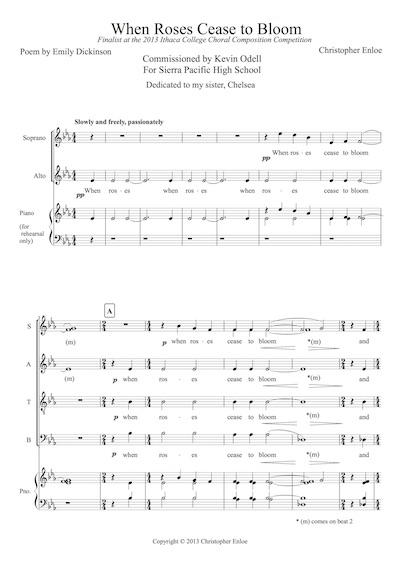 When Roses Cease to Bloom
Finalist at the 2013 Ithaca College Choral Composition Competition
Poem by Emily Dickinson
Christopher Enloe
Commissioned by Kevin Odell
For Sierra Pacific High School
Dedicated to my sister, Chelsea
Slowly and freely, passionately
Soprano
When ros - es cease to bloom
pp
Alto
When ros - es when ros - es when ros - es cease to bloom
pp
Piano
(for
rehearsal
only)
A
S
(m) p when ros - es cease to bloom *(m) and
A
(m) p when ros - es cease to bloom *(m) and
T
p when ros - es cease to bloom *(m) and
B
p when ros - es cease to bloom *(m) and
Pno.
* (m) comes on beat 2
Copyright © 2013 Christopher Enloe